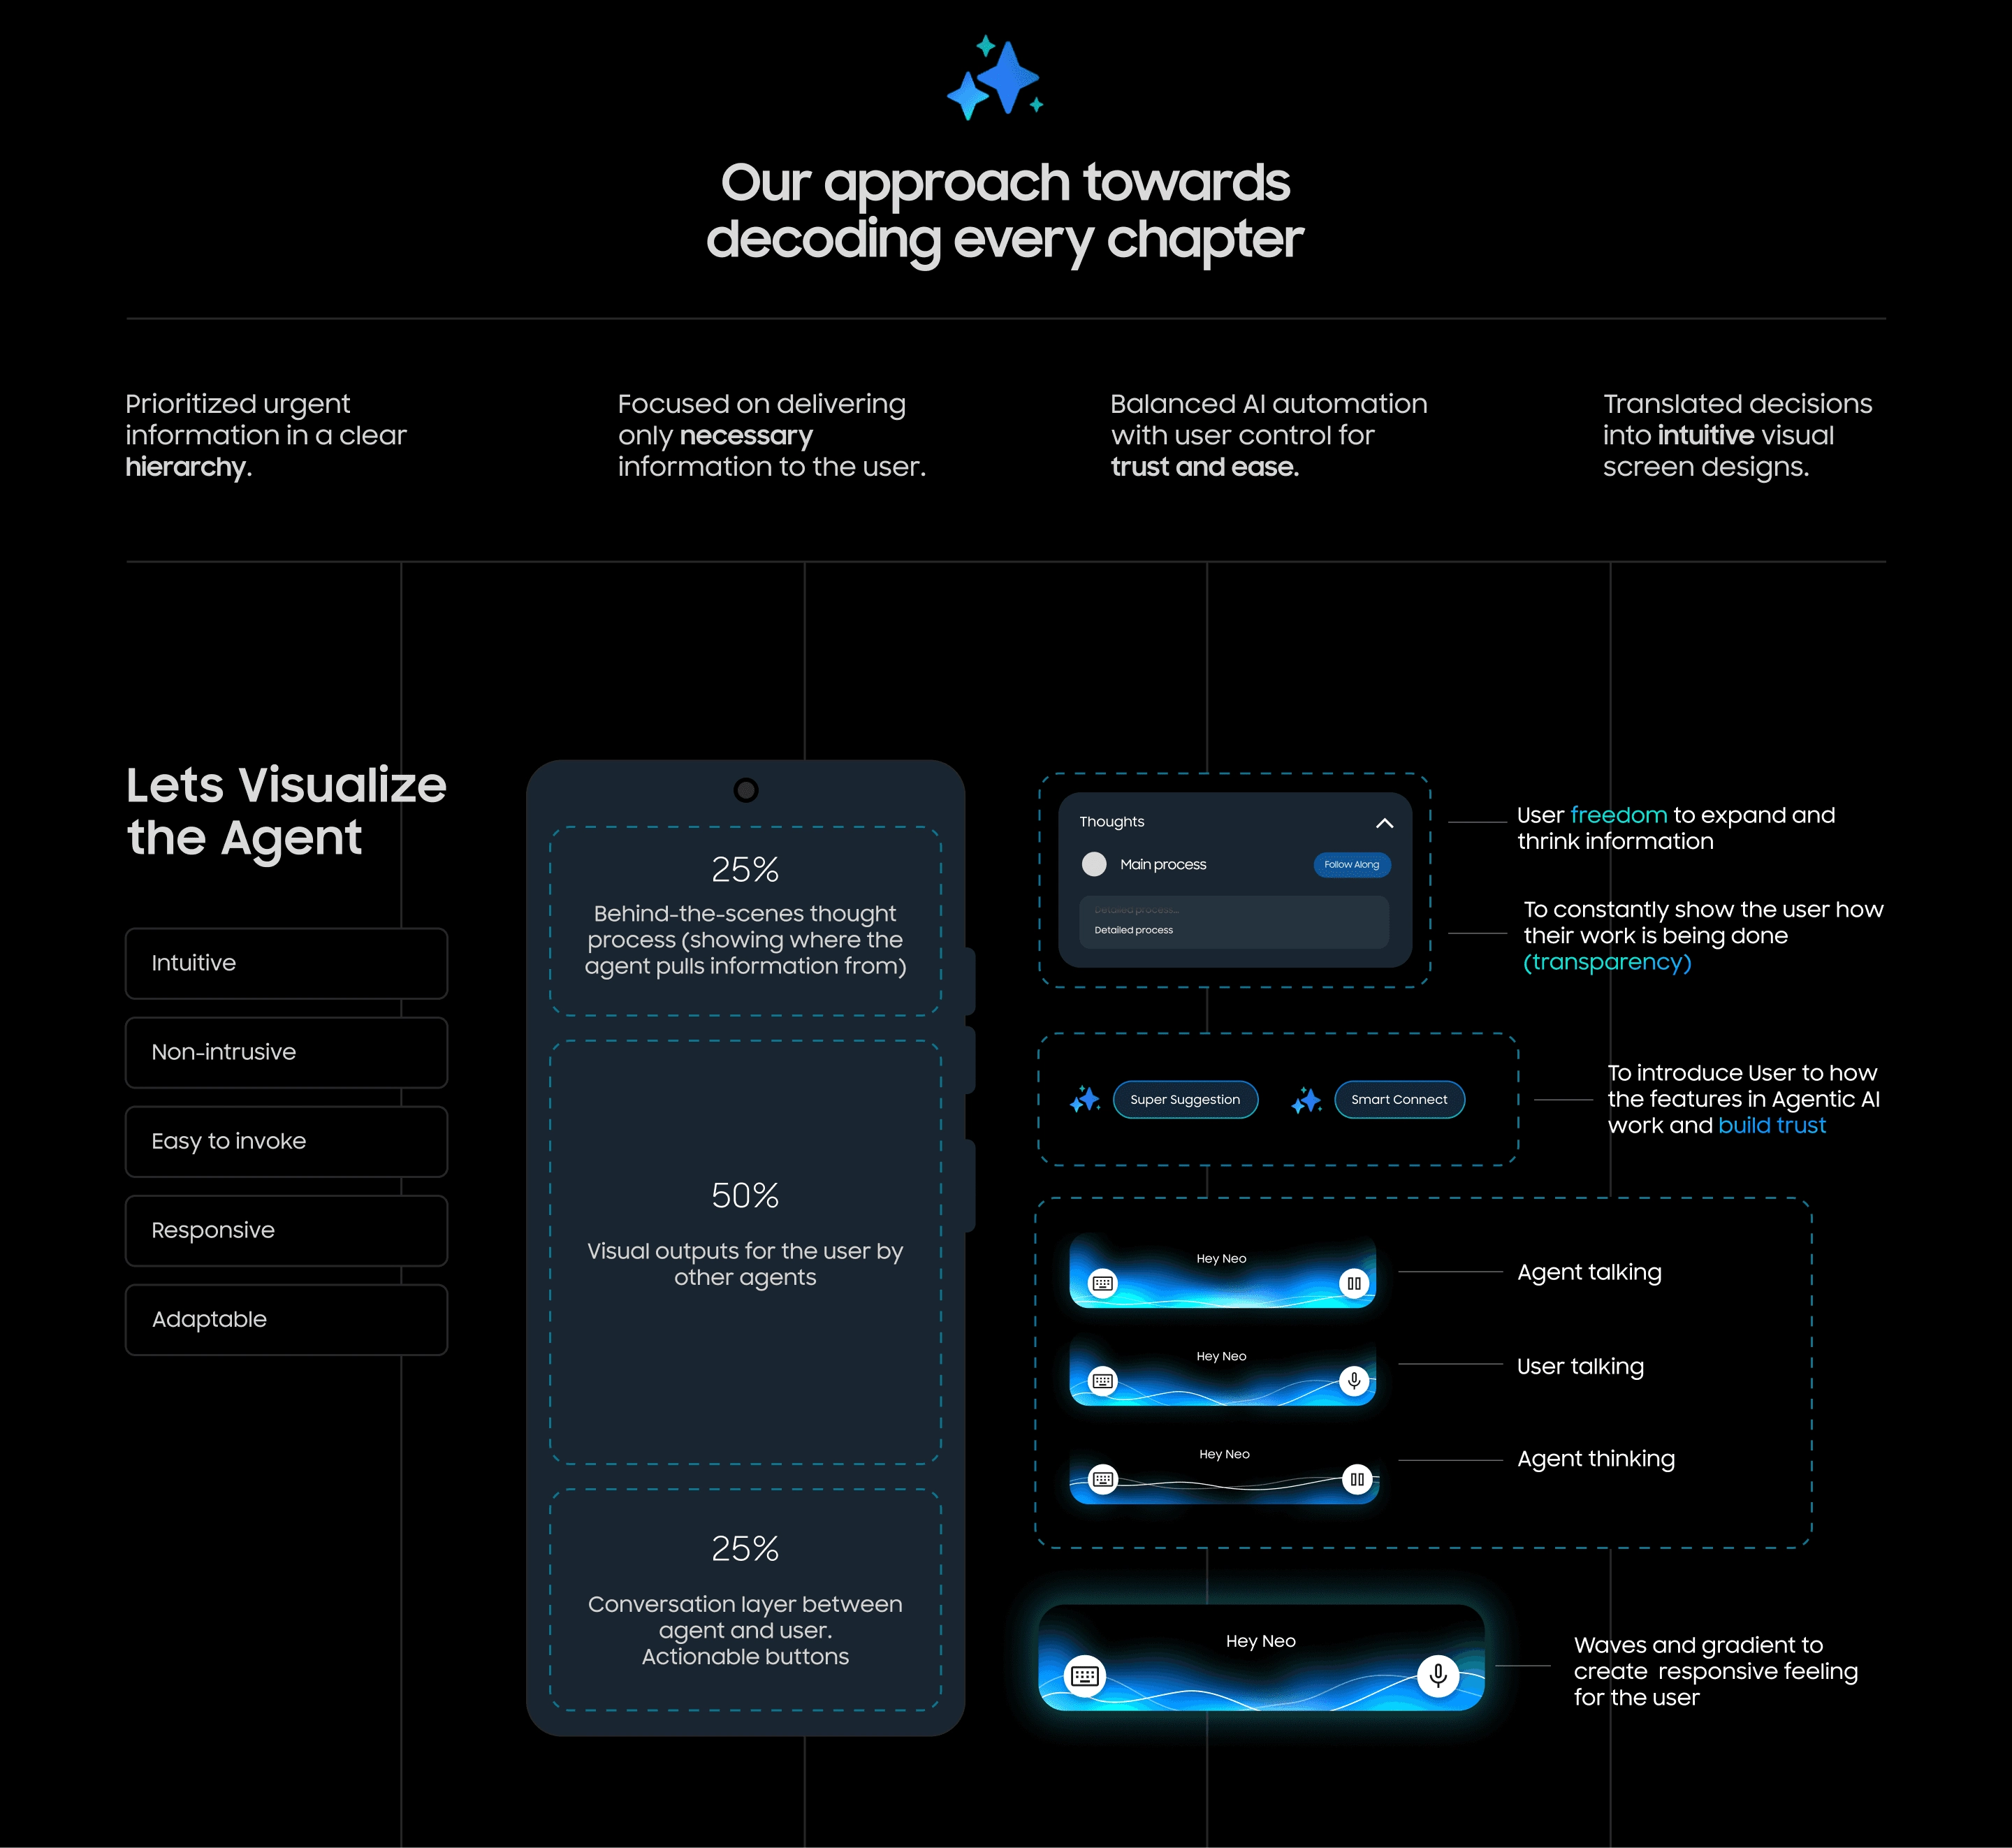 Our approach towards
decoding every chapter
Prioritized urgent
information in a clear
hierarchy.
Focused on delivering
only necessary
information to the user.
Balanced AI automation
with user control for
trust and ease.
Translated decisions
into intuitive visual
screen designs.
Lets Visualize
the Agent
Intuitive
Non-intrusive
Easy to invoke
Responsive
Adaptable
25%
Behind-the-scenes thought
process (showing where the
agent pulls information from)
50%
Visual outputs for the user by
other agents
25%
Conversation layer between
agent and user.
Actionable buttons
Thoughts
Main process
Follow Along
Detailed process...
Detailed process
User freedom to expand and
thrink information
To constantly show the user how
their work is being done
(transparency)
Super Suggestion
Smart Connect
To introduce User to how
the features in Agentic AI
work and build trust
Hey Neo
Agent talking
Hey Neo
User talking
Hey Neo
Agent thinking
Hey Neo
Waves and gradient to
create  responsive feeling
for the user